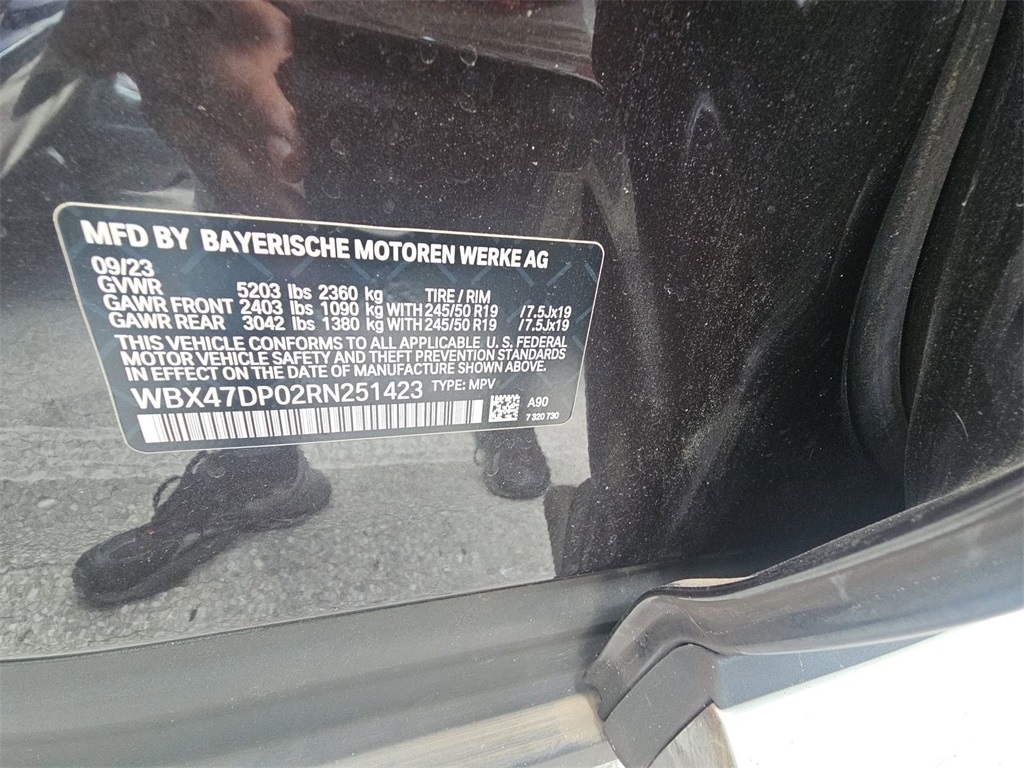 MFD BY BAYERISCHE MOTOREN WERKE AG
09/23
GVWR 5203 lbs 2360 kg TIRE / RIM
GAWR FRONT 2403 lbs 1090 kg WITH 245/50 R19 /7.5Jx19
GAWR REAR 3042 lbs 1380 kg WITH 245/50 R19 /7.5Jx19
THIS VEHICLE CONFORMS TO ALL APPLICABLE U. S. FEDERAL
MOTOR VEHICLE SAFETY AND THEFT PREVENTION STANDARDS
IN EFFECT ON THE DATE OF MANUFACTURE SHOWN ABOVE.
WBX47DP02RN251423 TYPE: MPV
A90
7 320 730